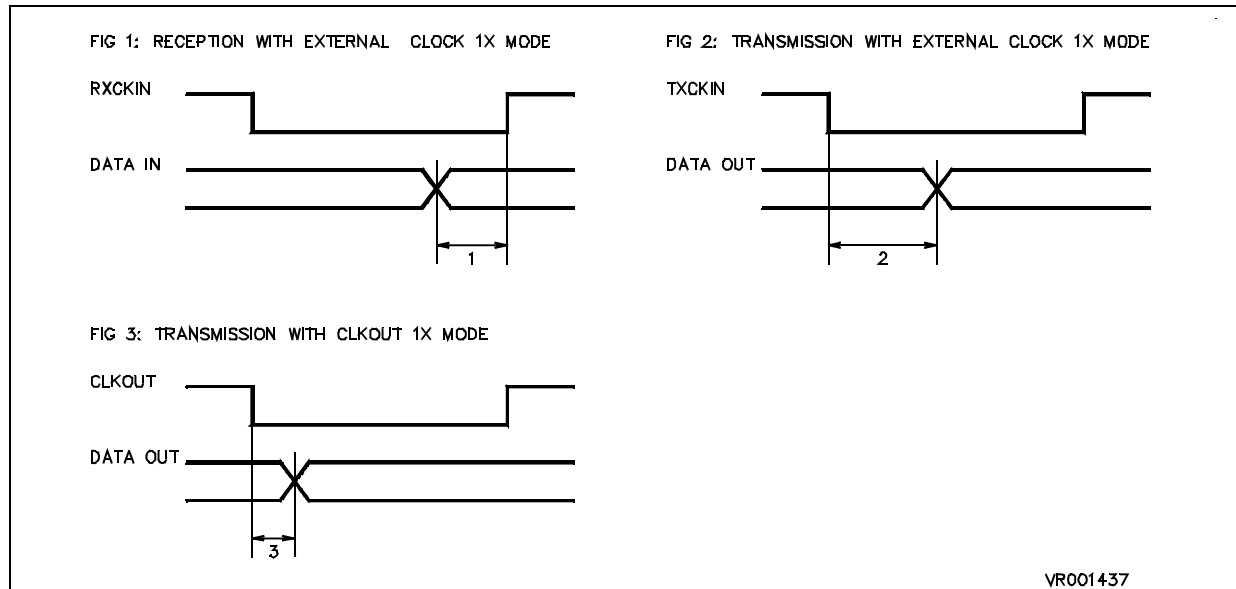 FIG 1: RECEPTION WITH EXTERNAL CLOCK 1X MODE
RXCKIN
DATA IN
1
FIG 2: TRANSMISSION WITH EXTERNAL CLOCK 1X MODE
TXCKIN
DATA OUT
2
FIG 3: TRANSMISSION WITH CLKOUT 1X MODE
CLKOUT
DATA OUT
3
VR001437